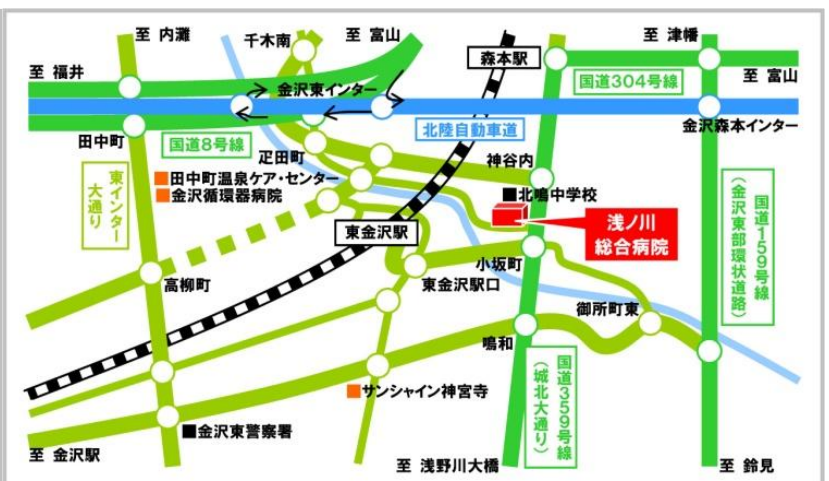 至 内灘
千木南
至 富山
森本駅
至 津幡
至 福井
国道304号線
至 富山
金沢東インター
田中町
国道8号線
北陸自動車道
金沢森本インター
疋田町
神谷内
東インター
大通り
■田中町温泉ケア・センター
■金沢循環器病院
■北鳴中学校
浅ノ川
総合病院
国道159号線
（金沢東部環状道路）
東金沢駅
小坂町
高柳町
東金沢駅口
御所町東
鳴和
国道359号線
（城北大通り）
■サンシャイン神宮寺
■金沢東警察署
至 金沢駅
至 浅野川大橋
至 鈴見